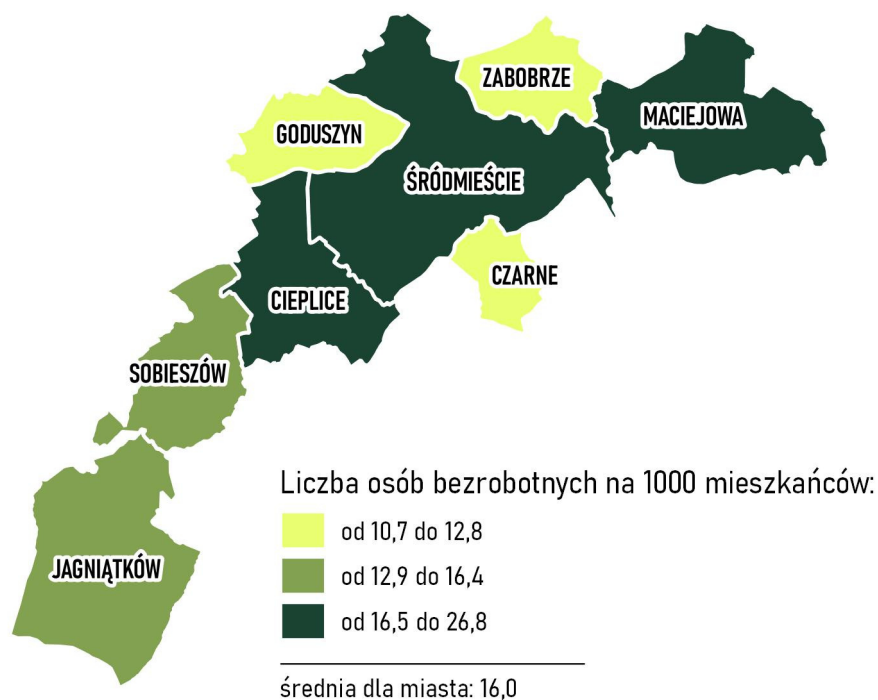 ZABOBRZE
MACIEJOWA
GODUSZYN
ŚRÓDMIEŚCIE
CZARNE
CIEPLICE
SOBIESZÓW
JAGNIĄTKÓW
Liczba osób bezrobotnych na 1000 mieszkańców:
od 10,7 do 12,8
od 12,9 do 16,4
od 16,5 do 26,8
średnia dla miasta: 16,0